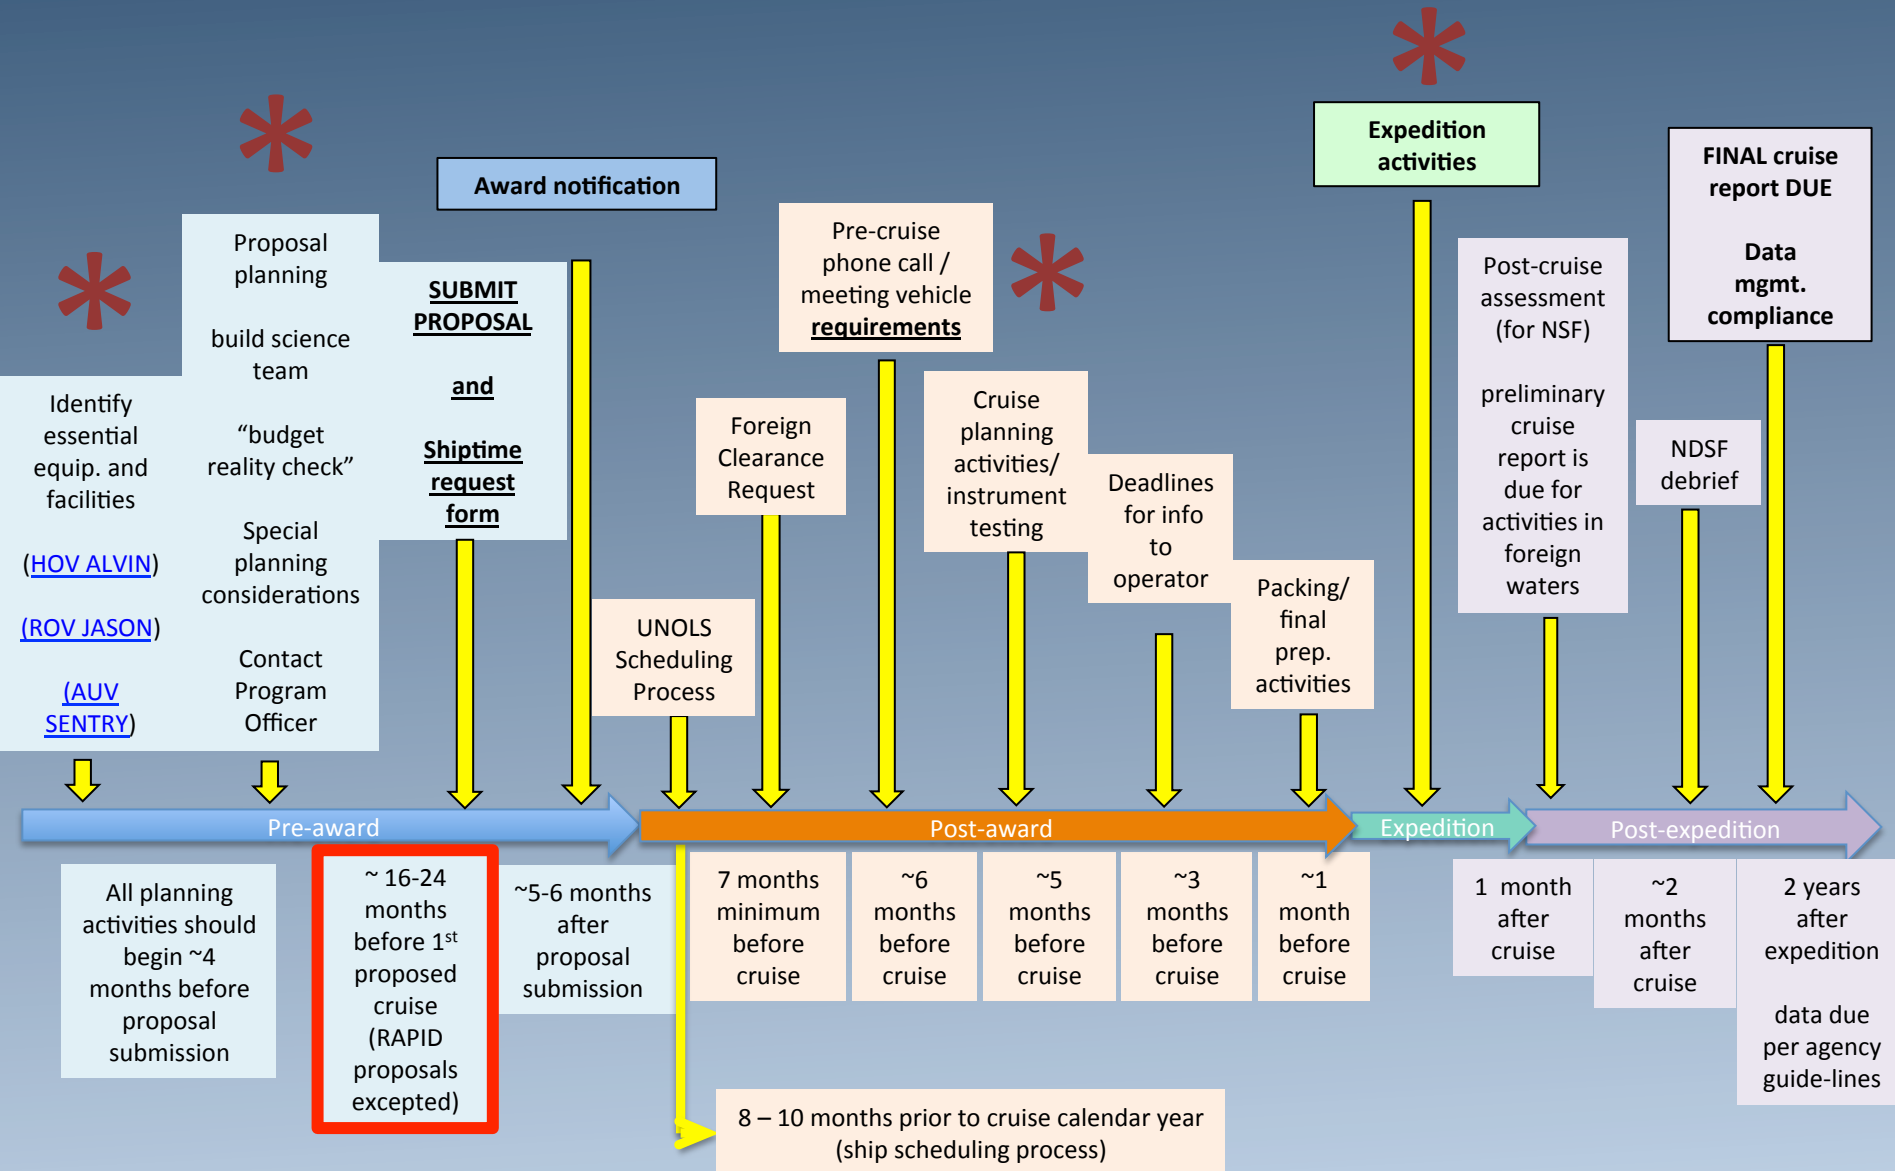 Identify
essential
equip. and
facilities
(HOV ALVIN)
(ROV JASON)
(AUV
SENTRY)
Proposal
planning
build science
team
“budget
reality check”
Special
planning
considerations
Contact
Program
Officer
SUBMIT
PROPOSAL
and
Shiptime
request
form
Award notification
UNOLS
Scheduling
Process
Foreign
Clearance
Request
Pre-cruise
phone call /
meeting vehicle
requirements
Cruise
planning
activities/
instrument
testing
Deadlines
for info
to
operator
Packing/
final
prep.
activities
Expedition
activities
Post-cruise
assessment
(for NSF)
preliminary
cruise
report is
due for
activities in
foreign
waters
NDSF
debrief
FINAL cruise
report DUE
Data
mgmt.
compliance
Pre-award
Post-award
Expedition
Post-expedition
All planning
activities should
begin ~4
months before
proposal
submission
~ 16-24
months
before 1st
proposed
cruise
(RAPID
proposals
excepted)
~5-6 months
after
proposal
submission
7 months
minimum
before
cruise
~6
months
before
cruise
~5
months
before
cruise
~3
months
before
cruise
~1
month
before
cruise
1 month
after
cruise
~2
months
after
cruise
2 years
after
expedition
data due
per agency
guide-lines
8 – 10 months prior to cruise calendar year
(ship scheduling process)